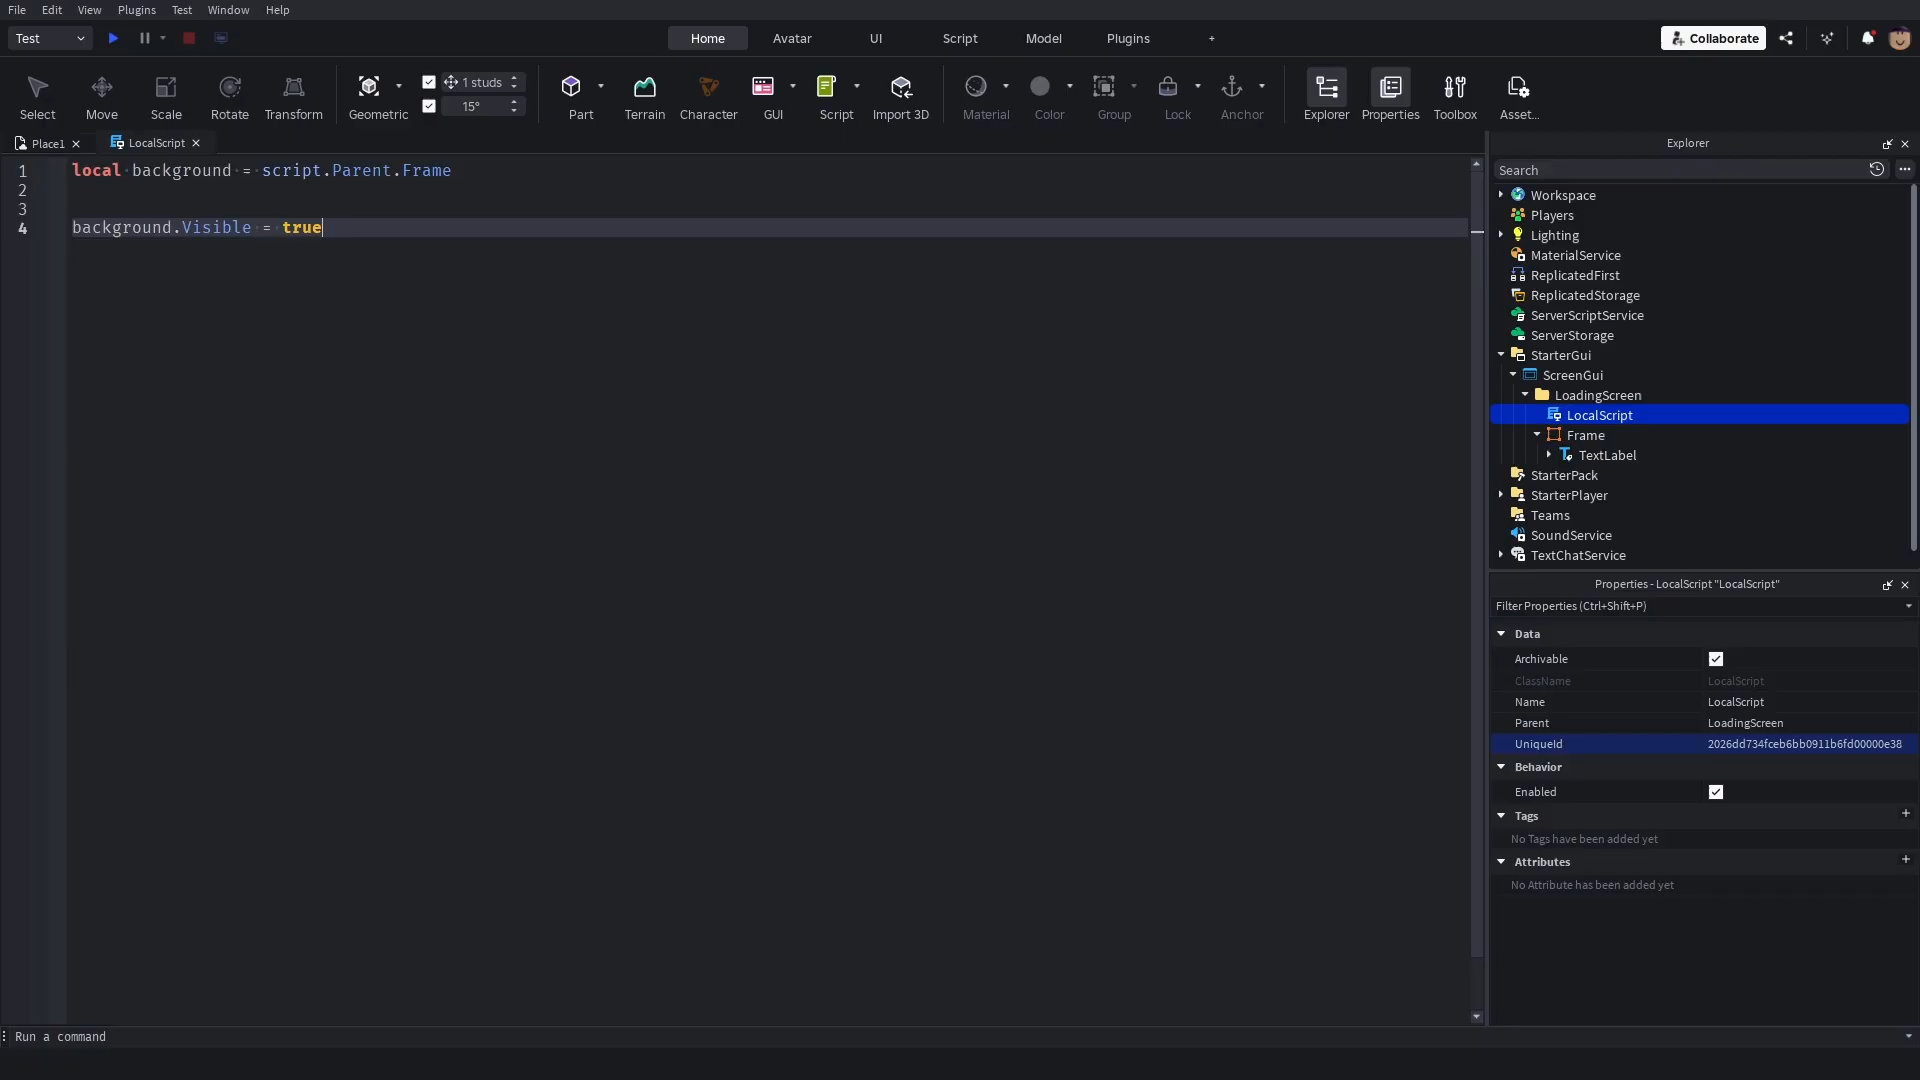 File Edit View Plugins Test Window Help
Test Home Avatar UI Script Model Plugins + Collaborate
1 studs
15°
Select Move Scale Rotate Transform Geometric Part Terrain Character GUI Script Import 3D Material Color Group Lock Anchor Explorer Properties Toolbox Asset...
Place1 LocalScript
1 local background = script.Parent.Frame
2
3
4 background.Visible = true
Explorer
Search
Workspace
Players
Lighting
MaterialService
ReplicatedFirst
ReplicatedStorage
ServerScriptService
ServerStorage
StarterGui
ScreenGui
LoadingScreen
LocalScript
Frame
TextLabel
StarterPack
StarterPlayer
Teams
SoundService
TextChatService
Properties - LocalScript "LocalScript"
Filter Properties (Ctrl+Shift+P)
Data
Archivable
ClassName LocalScript
Name LocalScript
Parent LoadingScreen
UniqueId 2026dd734fceb6bb0911b6fd00000e38
Behavior
Enabled
Tags +
No Tags have been added yet
Attributes +
No Attribute has been added yet
Run a command